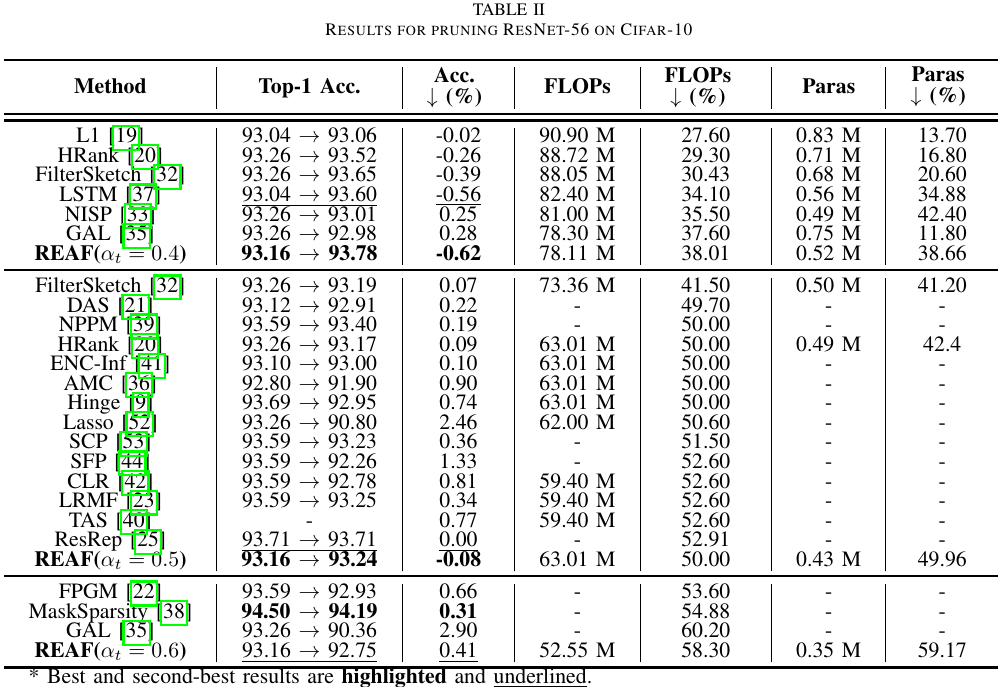 TABLE II
RESULTS FOR PRUNING RESNET-56 ON CIFAR-10
Method Top-1 Acc. Acc. ↓ (%) FLOPs FLOPs ↓ (%) Paras Paras ↓ (%)
L1 [19] 93.04 → 93.06 -0.02 90.90 M 27.60 0.83 M 13.70
HRank [20] 93.26 → 93.52 -0.26 88.72 M 29.30 0.71 M 16.80
FilterSketch [32] 93.26 → 93.65 -0.39 88.05 M 30.43 0.68 M 20.60
LSTM [37] 93.04 → 93.60 -0.56 82.40 M 34.10 0.56 M 34.88
NISP [33] 93.26 → 93.01 0.25 81.00 M 35.50 0.49 M 42.40
GAL [35] 93.26 → 92.98 0.28 78.30 M 37.60 0.75 M 11.80
REAF(αt = 0.4) 93.16 → 93.78 -0.62 78.11 M 38.01 0.52 M 38.66
FilterSketch [32] 93.26 → 93.19 0.07 73.36 M 41.50 0.50 M 41.20
DAS [21] 93.12 → 92.91 0.22 - 49.70 - -
NPPM [39] 93.59 → 93.40 0.19 - 50.00 - -
HRank [20] 93.26 → 93.17 0.09 63.01 M 50.00 0.49 M 42.4
ENC-Inf [41] 93.10 → 93.00 0.10 63.01 M 50.00 - -
AMC [36] 92.80 → 91.90 0.90 63.01 M 50.00 - -
Hinge [9] 93.69 → 92.95 0.74 63.01 M 50.00 - -
Lasso [52] 93.26 → 90.80 2.46 62.00 M 50.60 - -
SCP [53] 93.59 → 93.23 0.36 - 51.50 - -
SFP [44] 93.59 → 92.26 1.33 - 52.60 - -
CLR [42] 93.59 → 92.78 0.81 59.40 M 52.60 - -
LRMF [23] 93.59 → 93.25 0.34 59.40 M 52.60 - -
TAS [40] - 0.77 59.40 M 52.60 - -
ResRep [25] 93.71 → 93.71 0.00 - 52.91 - -
REAF(αt = 0.5) 93.16 → 93.24 -0.08 63.01 M 50.00 0.43 M 49.96
FPGM [22] 93.59 → 92.93 0.66 - 53.60 - -
MaskSparsity [38] 94.50 → 94.19 0.31 - 54.88 - -
GAL [35] 93.26 → 90.36 2.90 - 60.20 - -
REAF(αt = 0.6) 93.16 → 92.75 0.41 52.55 M 58.30 0.35 M 59.17
* Best and second-best results are highlighted and underlined.